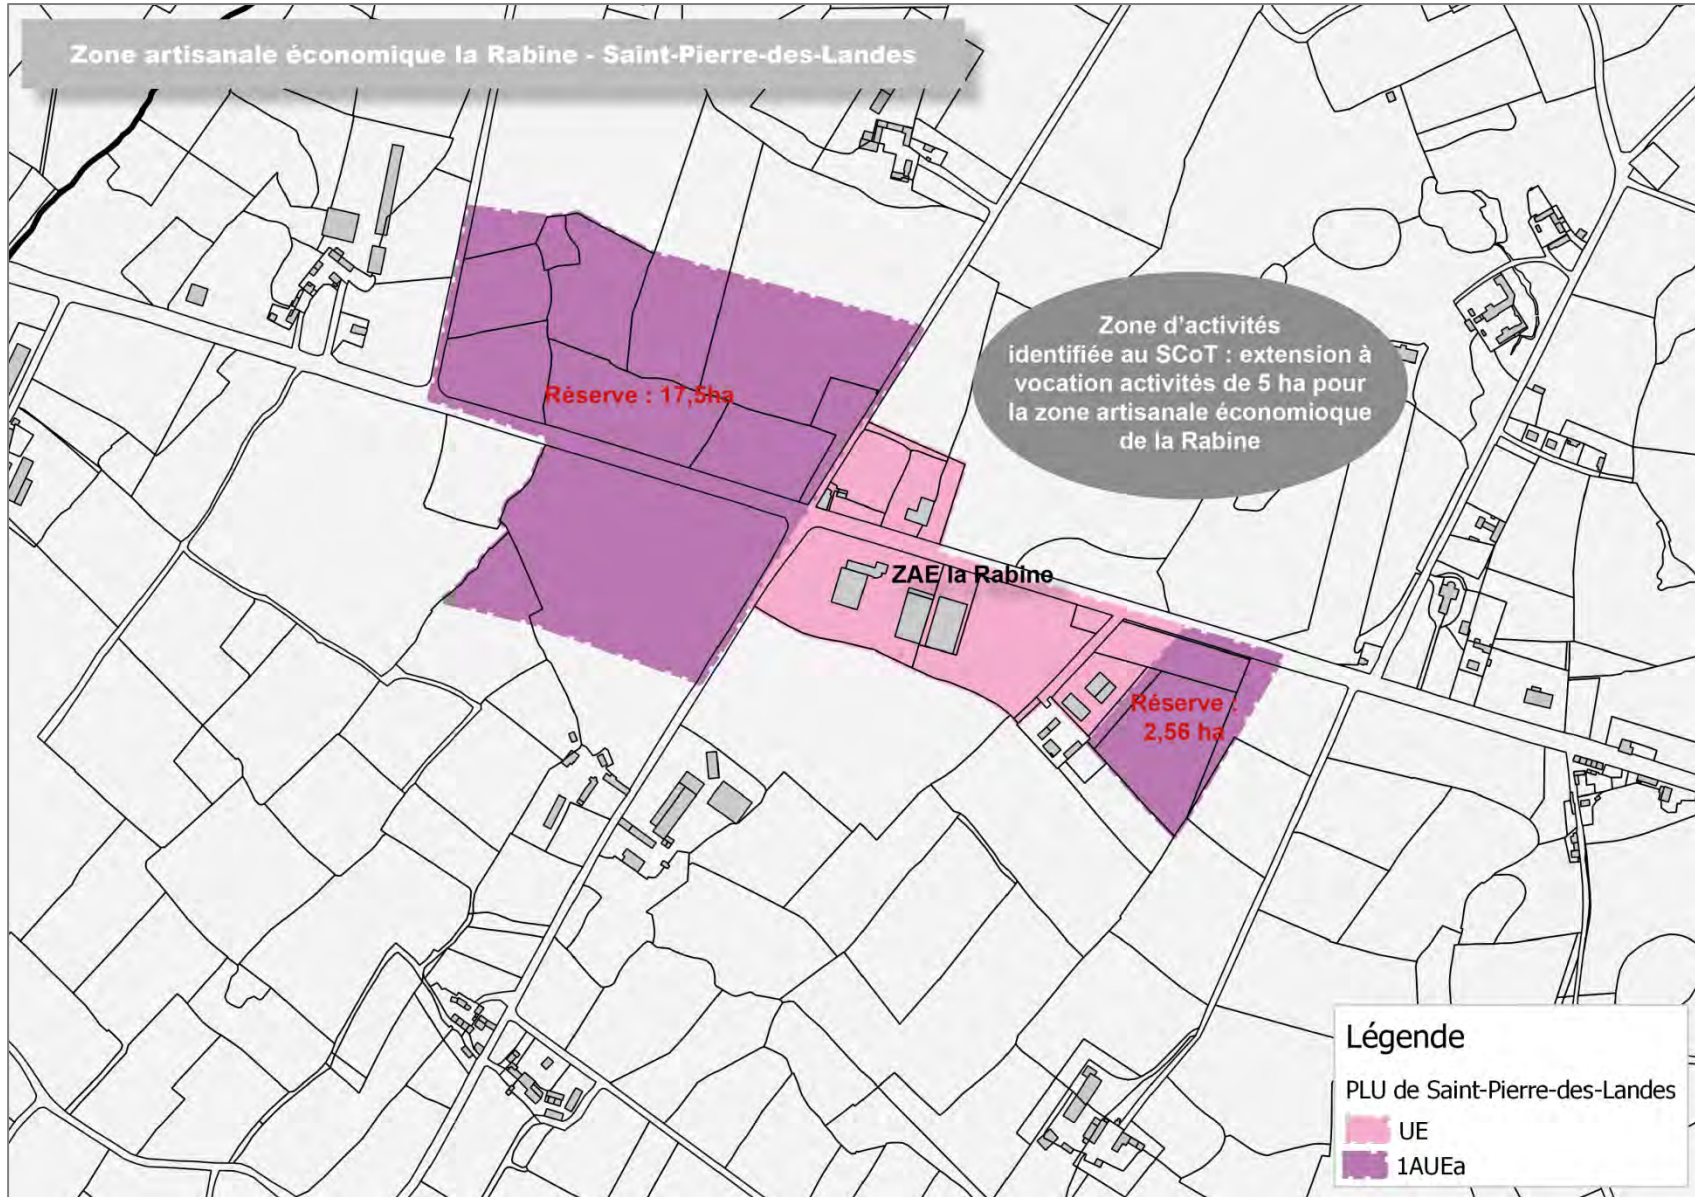 Zone artisanale économique la Rabine - Saint-Pierre-des-Landes
Zone d'activités
identifiée au SCoT : extension à
vocation activités de 5 ha pour
la zone artisanale économioque
de la Rabine
Réserve : 17,5ha
ZAE la Rabine
Réserve :
2,56 ha
Légende
PLU de Saint-Pierre-des-Landes
UE
1AUEa